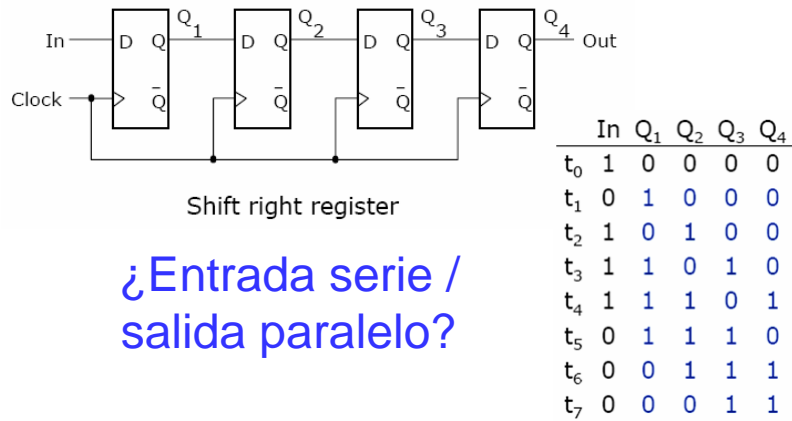 Q₁ Q₂ Q₃ Q₄
In D Q D Q D Q D Q Out
Clock Q̄ Q̄ Q̄ Q̄
Shift right register
¿Entrada serie /
salida paralelo?
In Q₁ Q₂ Q₃ Q₄
t₀ 1 0 0 0 0
t₁ 0 1 0 0 0
t₂ 1 0 1 0 0
t₃ 1 1 0 1 0
t₄ 1 1 1 0 1
t₅ 0 1 1 1 0
t₆ 0 0 1 1 1
t₇ 0 0 0 1 1